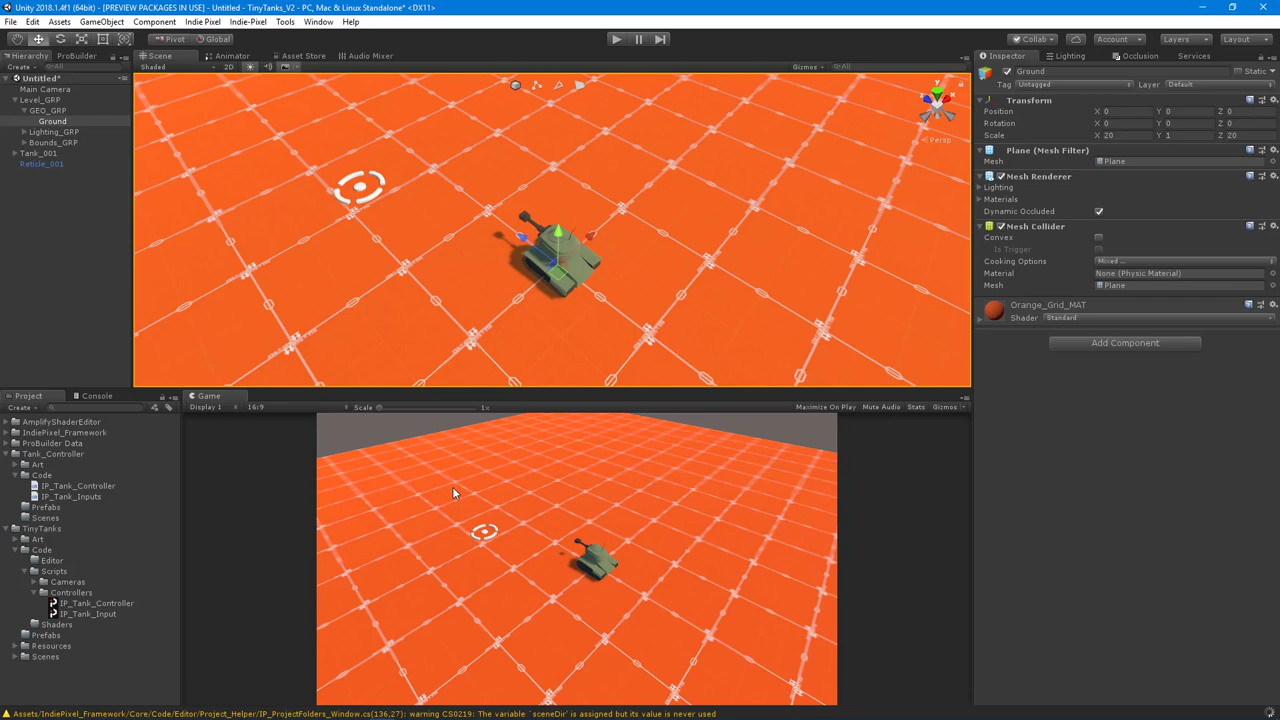 Unity 2018.1.4f1 (64bit) - [PREVIEW PACKAGES IN USE] - Untitled - TinyTanks_V2 - PC, Mac & Linux Standalone* <DX11>
File Edit Assets GameObject Component Indie Pixel Indie-Pixel Tools Window Help
Pivot Global Collab Account Layers Layout
Hierarchy ProBuilder
Create All
Untitled*
Main Camera
Level_GRP
GEO_GRP
Ground
Lighting_GRP
Bounds_GRP
Tank_001
Reticle_001
Scene Animator Asset Store Audio Mixer
Shaded 2D Gizmos All
y
Persp
Inspector Lighting Occlusion Services
Ground Static
Tag Untagged Layer Default
Transform
Position X 0 Y 0 Z 0
Rotation X 0 Y 0 Z 0
Scale X 20 Y 1 Z 20
Plane (Mesh Filter)
Mesh Plane
Mesh Renderer
Lighting
Materials
Dynamic Occluded
Mesh Collider
Convex
Is Trigger
Cooking Options Mixed ...
Material None (Physic Material)
Mesh Plane
Orange_Grid_MAT
Shader Standard
Add Component
Project Console
Create
AmplifyShaderEditor
IndiePixel_Framework
ProBuilder Data
Tank_Controller
Art
Code
IP_Tank_Controller
IP_Tank_Inputs
Prefabs
Scenes
TinyTanks
Art
Code
Editor
Scripts
Cameras
Controllers
IP_Tank_Controller
IP_Tank_Input
Shaders
Prefabs
Resources
Scenes
Game
Display 1 16:9 Scale 1x Maximize On Play Mute Audio Stats Gizmos
Assets/IndiePixel_Framework/Core/Code/Editor/Project_Helper/IP_ProjectFolders_Window.cs(136,27): warning CS0219: The variable `sceneDir' is assigned but its value is never used